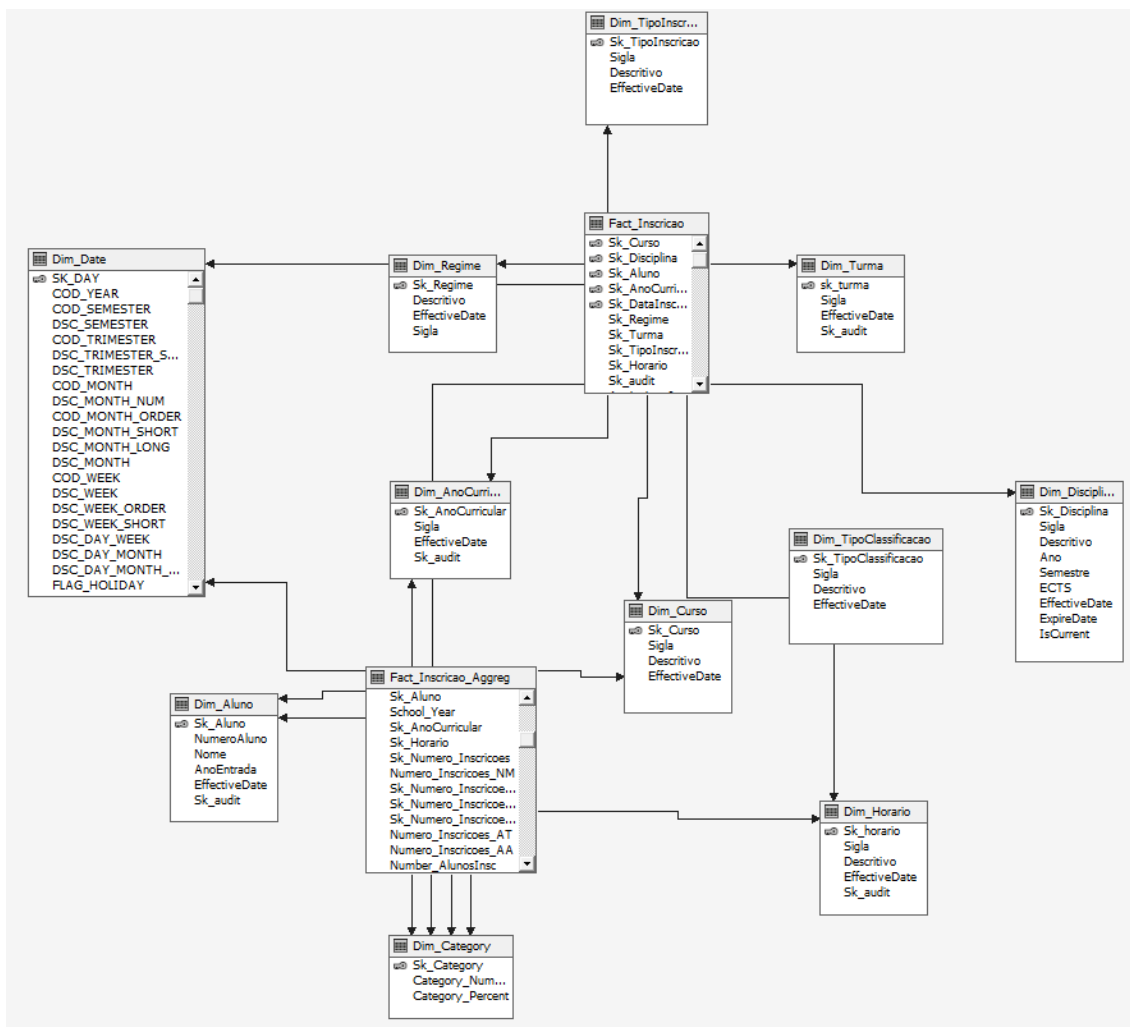 Dim_TipoInscr...
Sk_TipoInscricao
Sigla
Descritivo
EffectiveDate
Fact_Inscricao
Sk_Curso
Sk_Disciplina
Sk_Aluno
Sk_AnoCurri...
Sk_DataInsc...
Sk_Regime
Sk_Turma
Sk_TipoInscr...
Sk_Horario
Sk_audit
Dim_Date
SK_DAY
COD_YEAR
COD_SEMESTER
DSC_SEMESTER
COD_TRIMESTER
DSC_TRIMESTER_S...
DSC_TRIMESTER
COD_MONTH
DSC_MONTH_NUM
COD_MONTH_ORDER
DSC_MONTH_SHORT
DSC_MONTH_LONG
DSC_MONTH
COD_WEEK
DSC_WEEK
DSC_WEEK_ORDER
DSC_WEEK_SHORT
DSC_DAY_WEEK
DSC_DAY_MONTH
DSC_DAY_MONTH_...
FLAG_HOLIDAY
Dim_Regime
Sk_Regime
Descritivo
EffectiveDate
Sigla
Dim_Turma
sk_turma
Sigla
EffectiveDate
Sk_audit
Dim_AnoCurri...
Sk_AnoCurricular
Sigla
EffectiveDate
Sk_audit
Dim_Discipli...
Sk_Disciplina
Sigla
Descritivo
Ano
Semestre
ECTS
EffectiveDate
ExpireDate
IsCurrent
Dim_TipoClassificacao
Sk_TipoClassificacao
Sigla
Descritivo
EffectiveDate
Dim_Curso
Sk_Curso
Sigla
Descritivo
EffectiveDate
Fact_Inscricao_Aggreg
Sk_Aluno
School_Year
Sk_AnoCurricular
Sk_Horario
Sk_Numero_Inscricoes
Numero_Inscricoes_NM
Sk_Numero_Inscricoe...
Sk_Numero_Inscricoe...
Sk_Numero_Inscricoe...
Numero_Inscricoes_AT
Numero_Inscricoes_AA
Number_AlunosInsc
Dim_Aluno
Sk_Aluno
NumeroAluno
Nome
AnoEntrada
EffectiveDate
Sk_audit
Dim_Horario
Sk_horario
Sigla
Descritivo
EffectiveDate
Sk_audit
Dim_Category
Sk_Category
Category_Num...
Category_Percent